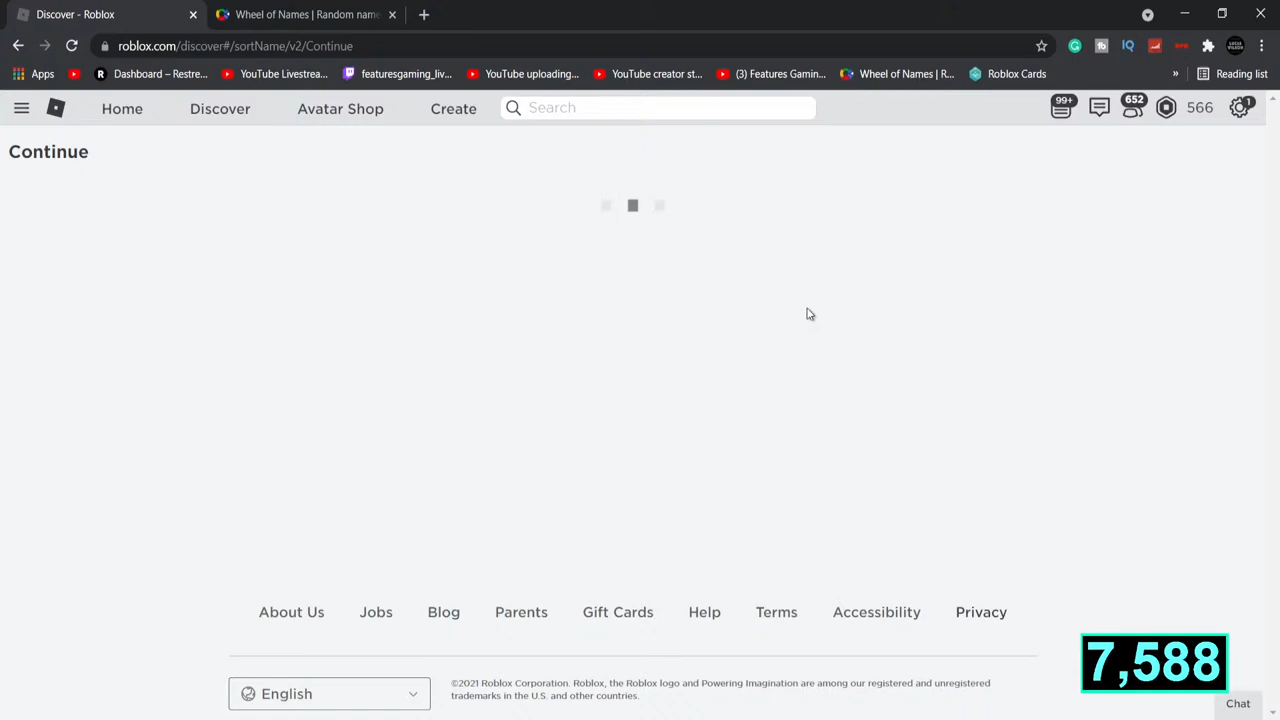 Discover - Roblox
Wheel of Names | Random name
roblox.com/discover#/sortName/v2/Continue
Apps
Dashboard – Restre...
YouTube Livestrea...
featuresgaming_liv...
YouTube uploading...
YouTube creator st...
(3) Features Gamin...
Wheel of Names | R...
Roblox Cards
»
Reading list
Home
Discover
Avatar Shop
Create
Search
99+
652
566
1
Continue
About Us
Jobs
Blog
Parents
Gift Cards
Help
Terms
Accessibility
Privacy
English
©2021 Roblox Corporation. Roblox, the Roblox logo and Powering Imagination are among our registered and unregistered
trademarks in the U.S. and other countries.
7,588
Chat